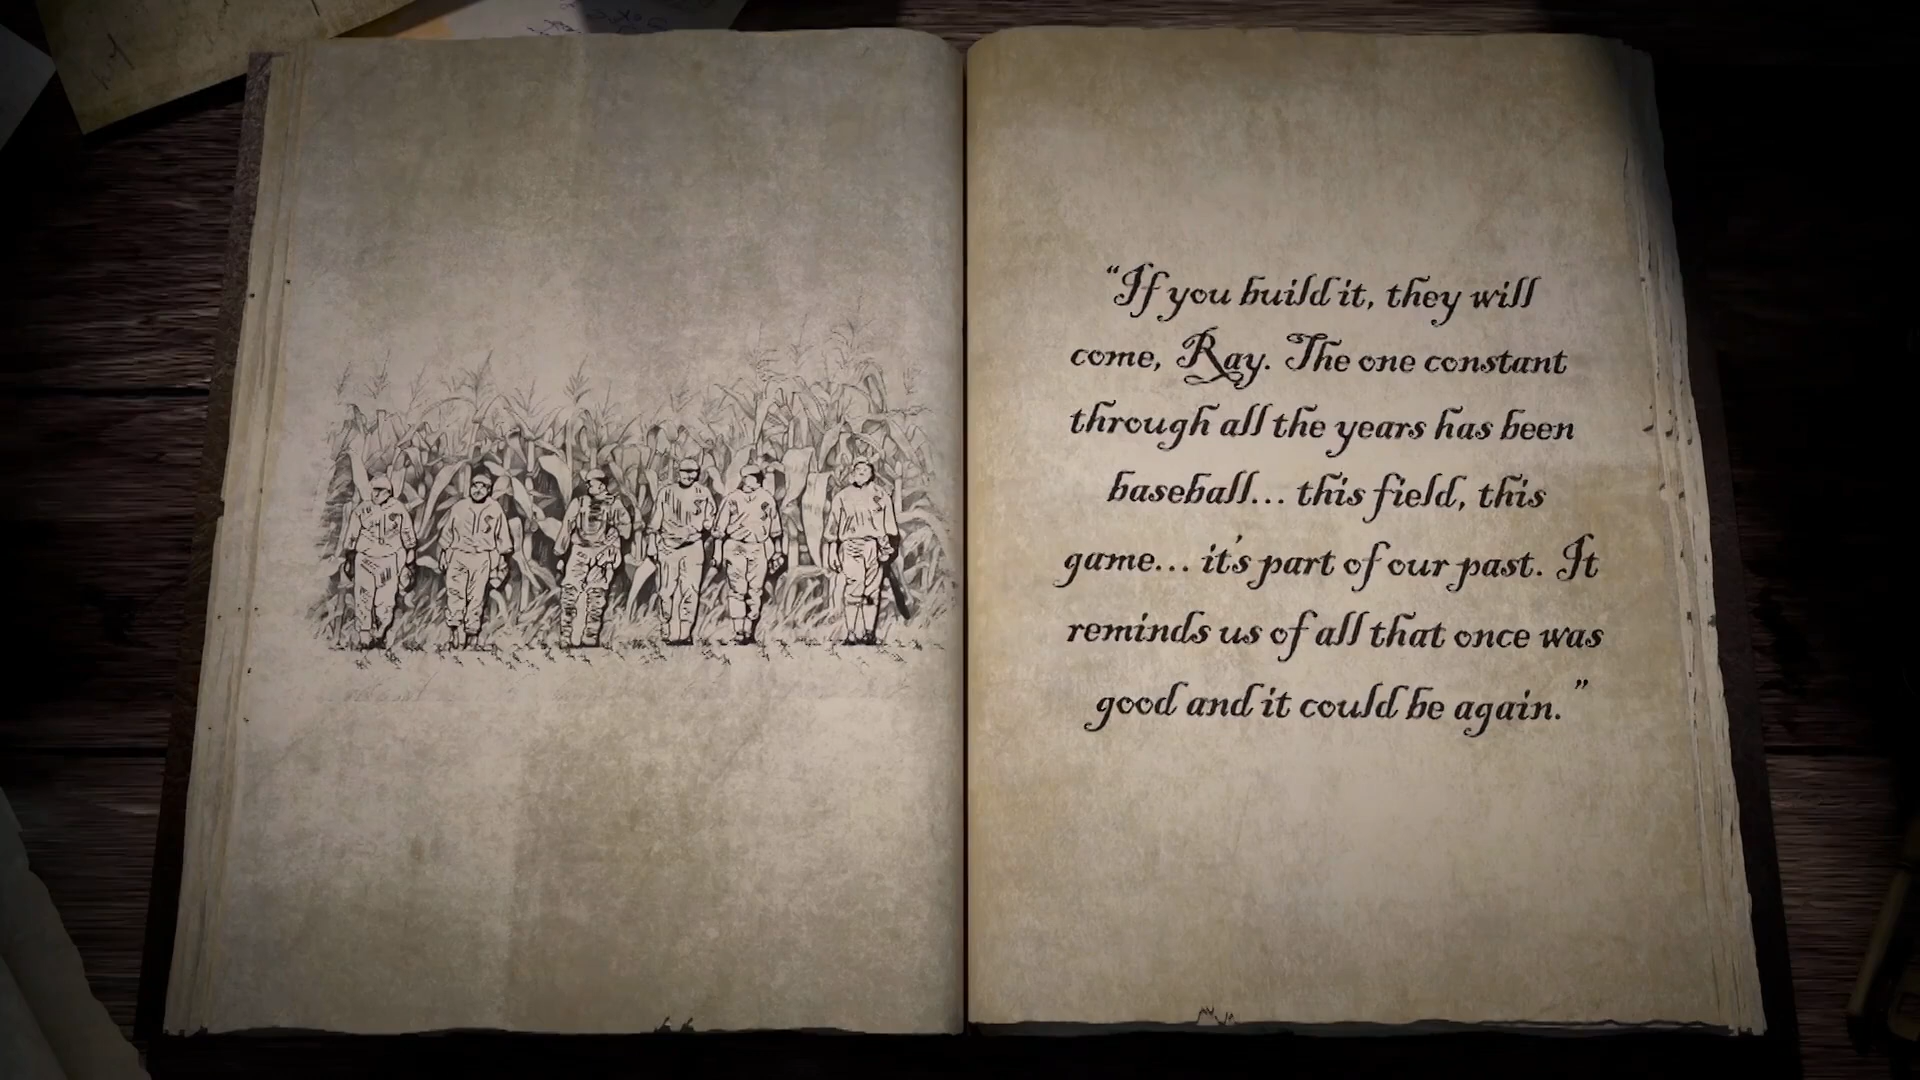 “If you build it, they will
come, Ray. The one constant
through all the years has been
baseball... this field, this
game... it's part of our past. It
reminds us of all that once was
good and it could be again.”